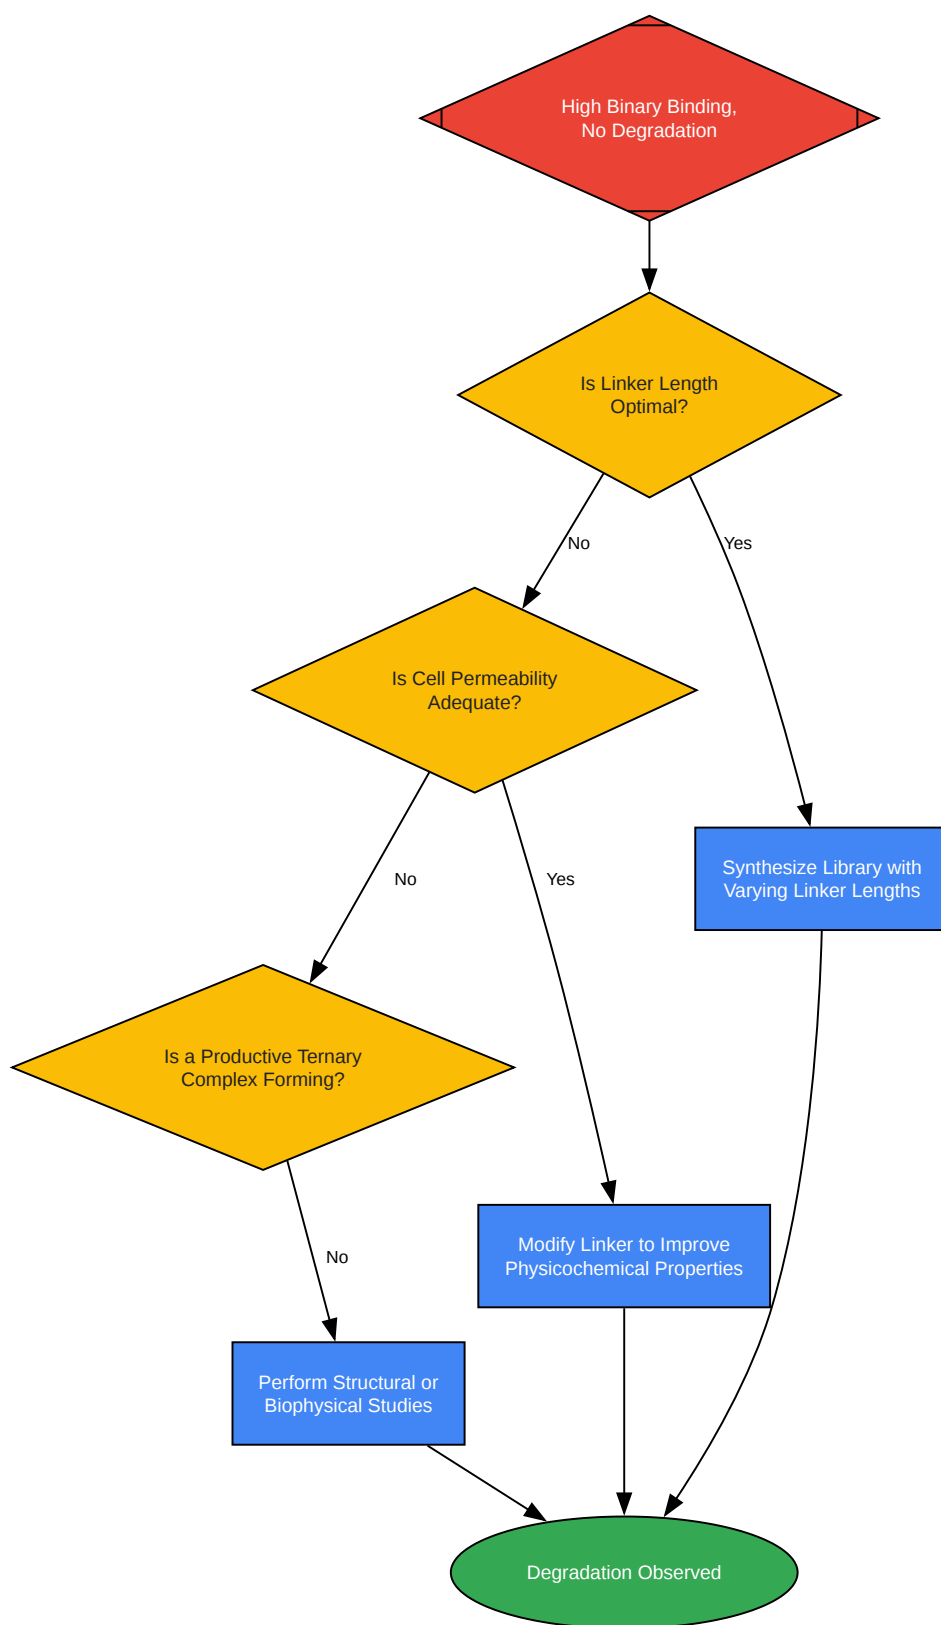 High Binary Binding,
No Degradation
Is Linker Length
Optimal?
No
Yes
Is Cell Permeability
Adequate?
No
Yes
Synthesize Library with
Varying Linker Lengths
Is a Productive Ternary
Complex Forming?
No
Modify Linker to Improve
Physicochemical Properties
Perform Structural or
Biophysical Studies
Degradation Observed